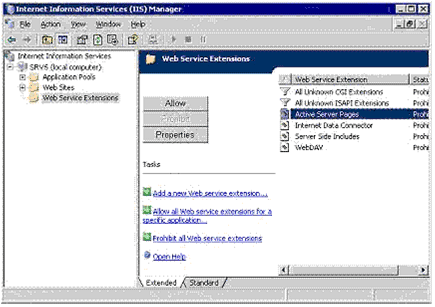 Internet Information Services (IIS) Manager
File Action View Window Help
Internet Information Services
SRV5 (local computer)
Application Pools
Web Sites
Web Service Extensions
Web Service Extensions
Allow
Prohibit
Properties
Tasks
Add a new Web service extension...
Allow all Web service extensions for a
specific application...
Prohibit all Web service extensions
Open Help
Web Service Extension Statu
All Unknown CGI Extensions Prohi
All Unknown ISAPI Extensions Prohi
Active Server Pages Prohi
Internet Data Connector Prohi
Server Side Includes Prohi
WebDAV Prohi
Extended Standard